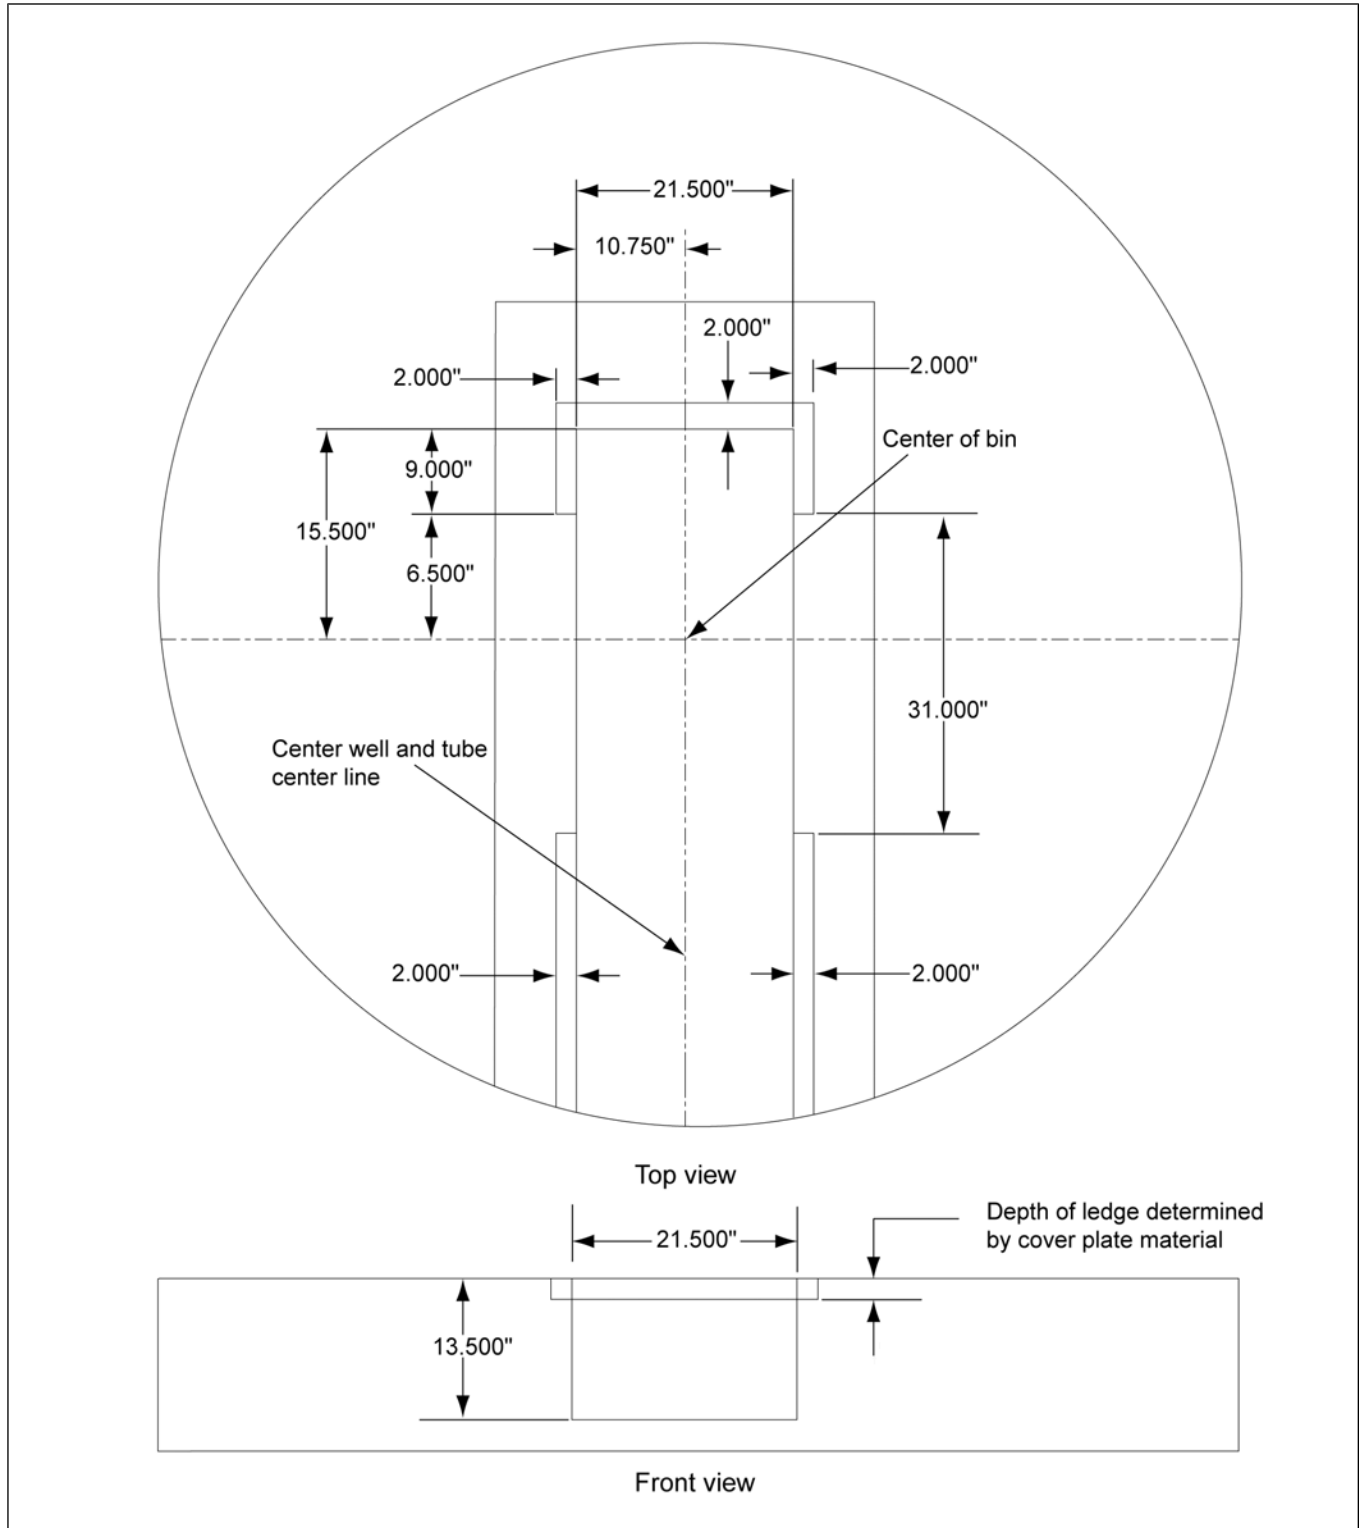 21.500"
10.750"
2.000"
2.000"
2.000"
Center of bin
9.000"
15.500"
6.500"
31.000"
Center well and tube
center line
2.000"
2.000"
Top view
Depth of ledge determined
by cover plate material
21.500"
13.500"
Front view